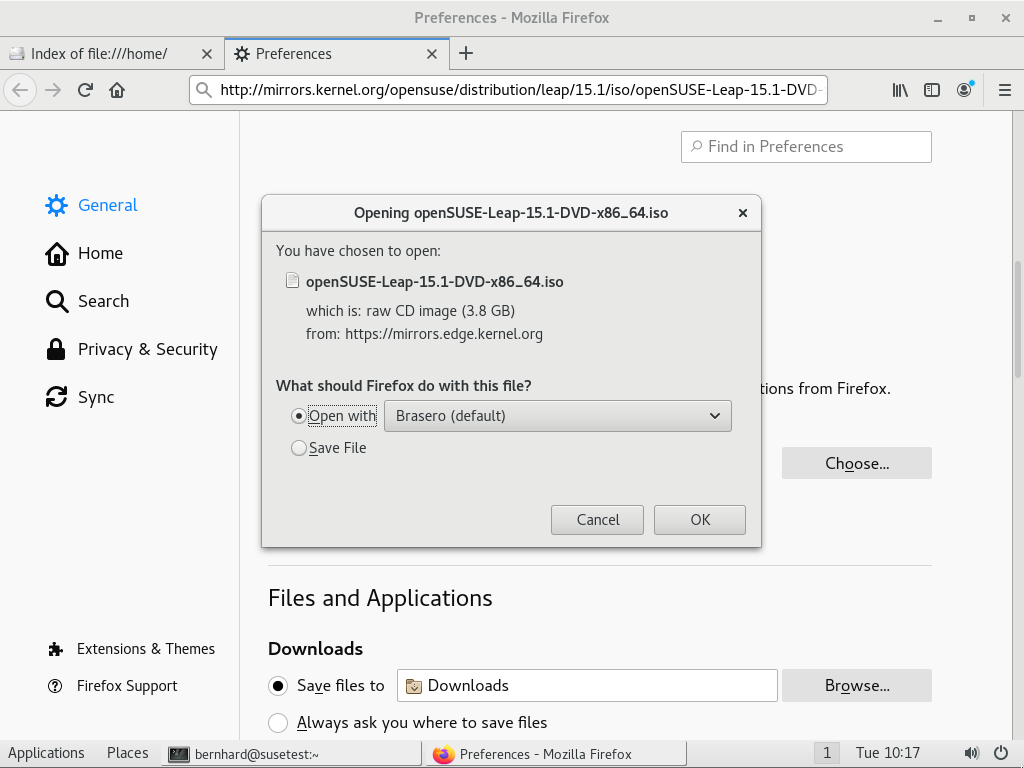 Preferences - Mozilla Firefox
Index of file:///home/
Preferences
http://mirrors.kernel.org/opensuse/distribution/leap/15.1/iso/openSUSE-Leap-15.1-DVD-
Find in Preferences
General
Home
Search
Privacy & Security
Sync
Opening openSUSE-Leap-15.1-DVD-x86_64.iso
You have chosen to open:
openSUSE-Leap-15.1-DVD-x86_64.iso
which is: raw CD image (3.8 GB)
from: https://mirrors.edge.kernel.org
What should Firefox do with this file?
Open with Brasero (default)
Save File
Cancel OK
tions from Firefox.
Choose...
Files and Applications
Downloads
Save files to Downloads Browse...
Always ask you where to save files
Extensions & Themes
Firefox Support
Applications Places bernhard@susetest:~ Preferences - Mozilla Firefox 1 Tue 10:17